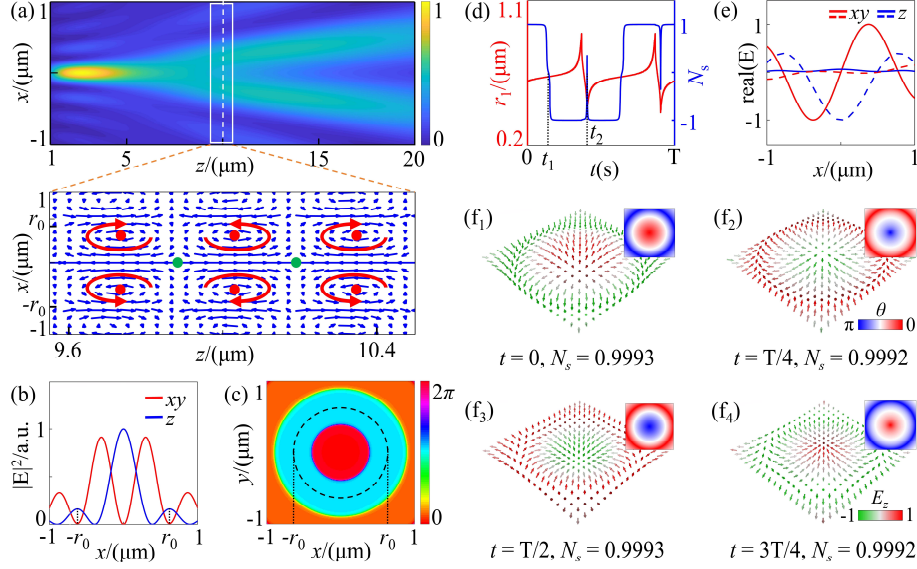 (a)
1
x/(μm)
-1
1
5
15
20
z/(μm)
1
0
1
r₀
x/(μm)
-r₀
-1
9.6
10.4
z/(μm)
(b)
xy
z
1
|E|²/a.u.
0
-1
-r₀
r₀
1
x/(μm)
(c)
1
y/(μm)
-1
-1
-r₀
r₀
1
x/(μm)
2π
0
(d)
1.1
r₁/(μm)
0.2
1
Nₛ
-1
0
t₁
t₂
T
t(s)
(e)
xy
z
1
real(E)
-1
-1
1
x/(μm)
(f₁)
t = 0, Nₛ = 0.9993
(f₂)
θ
π
0
t = T/4, Nₛ = 0.9992
(f₃)
t = T/2, Nₛ = 0.9993
(f₄)
E_z
-1
1
t = 3T/4, Nₛ = 0.9992